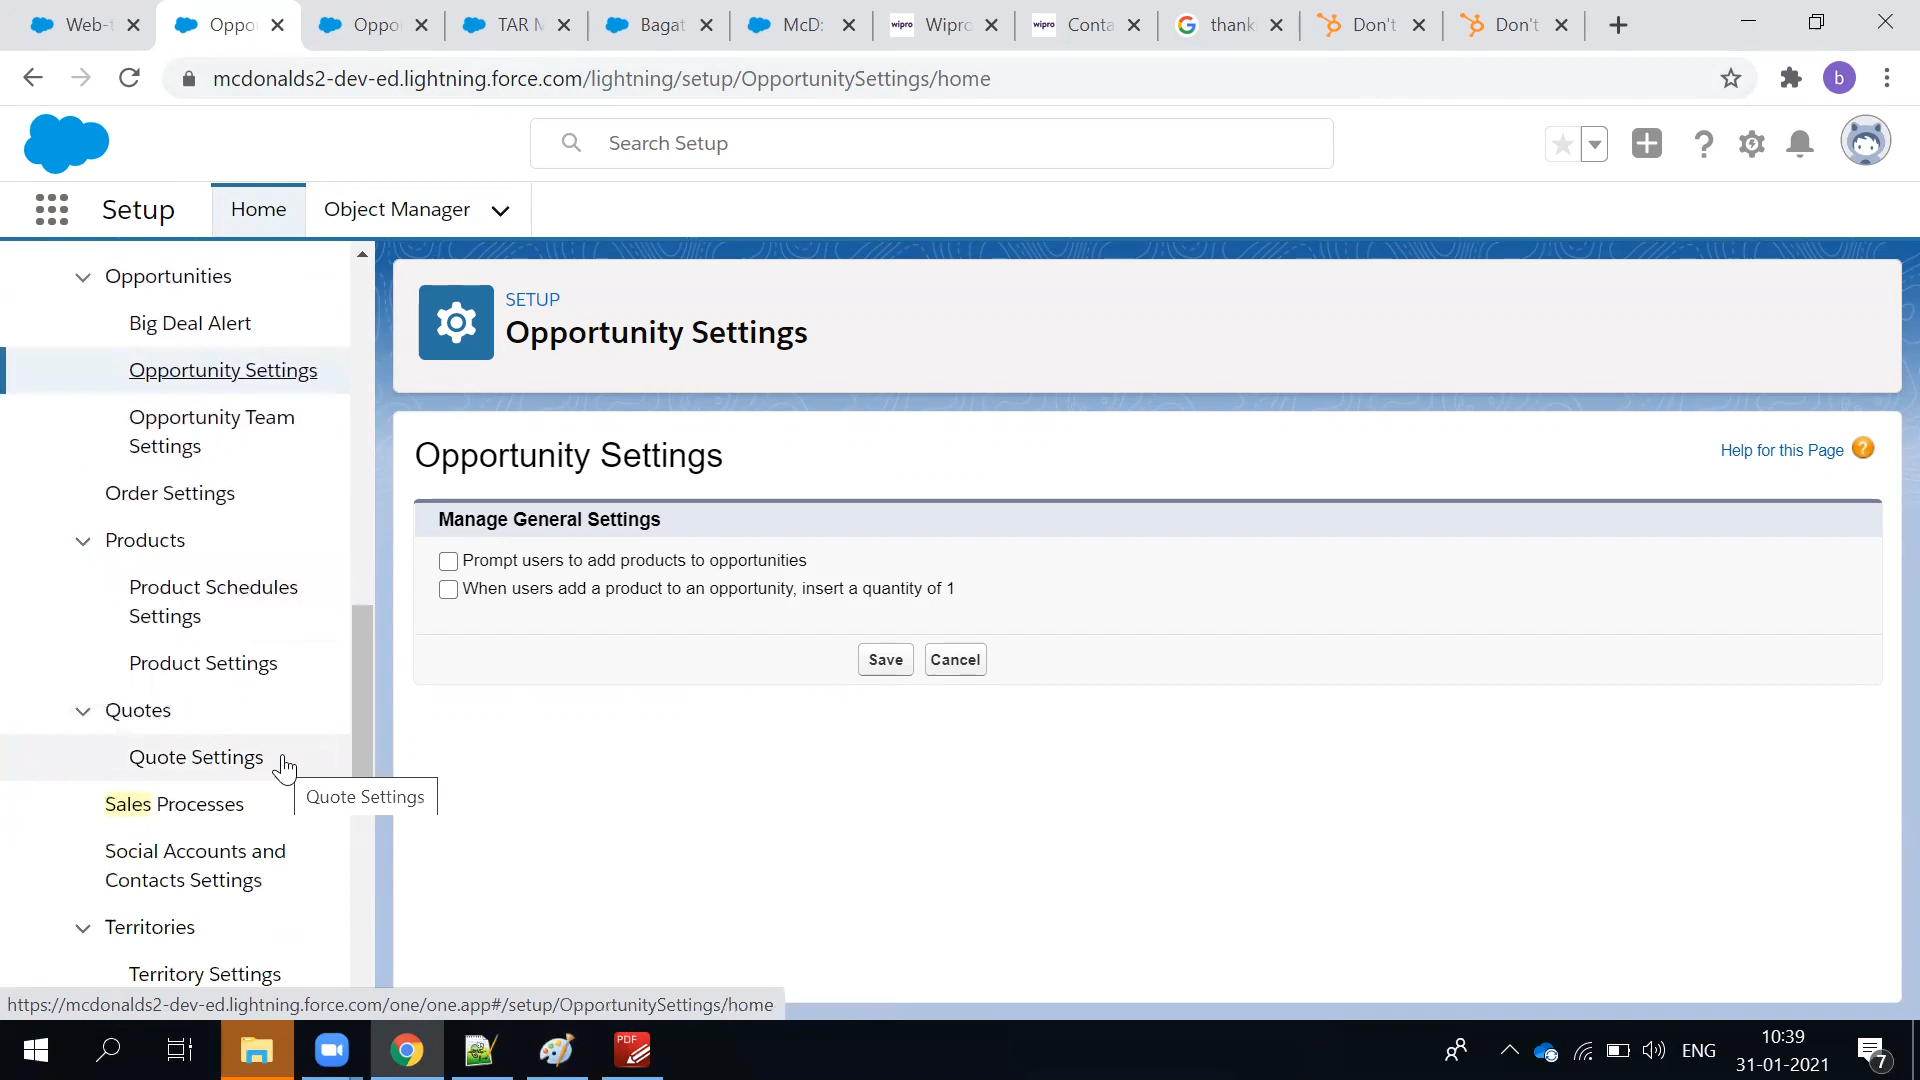 Web-t
Oppo
Oppo
TAR M
Bagat
McD:
wipro Wipro
wipro Conta
thank
Don't
Don't
mcdonalds2-dev-ed.lightning.force.com/lightning/setup/OpportunitySettings/home
b
Search Setup
Setup
Home
Object Manager
Opportunities
Big Deal Alert
Opportunity Settings
Opportunity Team
Settings
Order Settings
Products
Product Schedules
Settings
Product Settings
Quotes
Quote Settings
Quote Settings
Sales Processes
Social Accounts and
Contacts Settings
Territories
Territory Settings
SETUP
Opportunity Settings
Opportunity Settings
Help for this Page ?
Manage General Settings
Prompt users to add products to opportunities
When users add a product to an opportunity, insert a quantity of 1
Save
Cancel
https://mcdonalds2-dev-ed.lightning.force.com/one/one.app#/setup/OpportunitySettings/home
PDF
ENG
10:39
31-01-2021
7